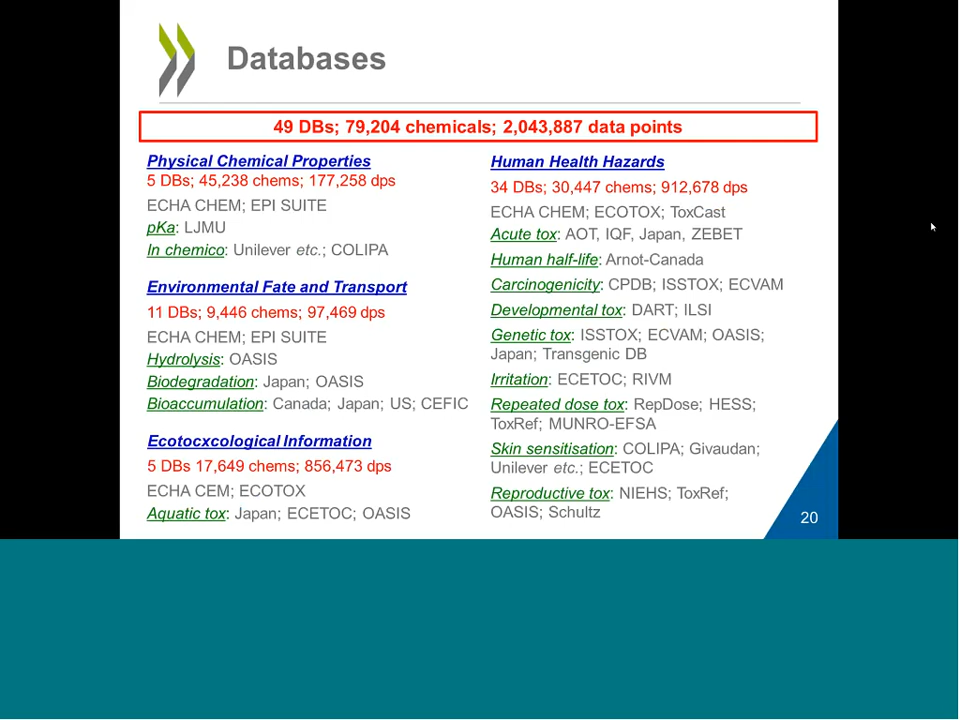 Databases
49 DBs; 79,204 chemicals; 2,043,887 data points
Physical Chemical Properties
5 DBs; 45,238 chems; 177,258 dps
ECHA CHEM; EPI SUITE
pKa: LJMU
In chemico: Unilever etc.; COLIPA
Environmental Fate and Transport
11 DBs; 9,446 chems; 97,469 dps
ECHA CHEM; EPI SUITE
Hydrolysis: OASIS
Biodegradation: Japan; OASIS
Bioaccumulation: Canada; Japan; US; CEFIC
Ecotocxcological Information
5 DBs 17,649 chems; 856,473 dps
ECHA CEM; ECOTOX
Aquatic tox: Japan; ECETOC; OASIS
Human Health Hazards
34 DBs; 30,447 chems; 912,678 dps
ECHA CHEM; ECOTOX; ToxCast
Acute tox: AOT, IQF, Japan, ZEBET
Human half-life: Arnot-Canada
Carcinogenicity: CPDB; ISSTOX; ECVAM
Developmental tox: DART; ILSI
Genetic tox: ISSTOX; ECVAM; OASIS;
Japan; Transgenic DB
Irritation: ECETOC; RIVM
Repeated dose tox: RepDose; HESS;
ToxRef; MUNRO-EFSA
Skin sensitisation: COLIPA; Givaudan;
Unilever etc.; ECETOC
Reproductive tox: NIEHS; ToxRef;
OASIS; Schultz
20